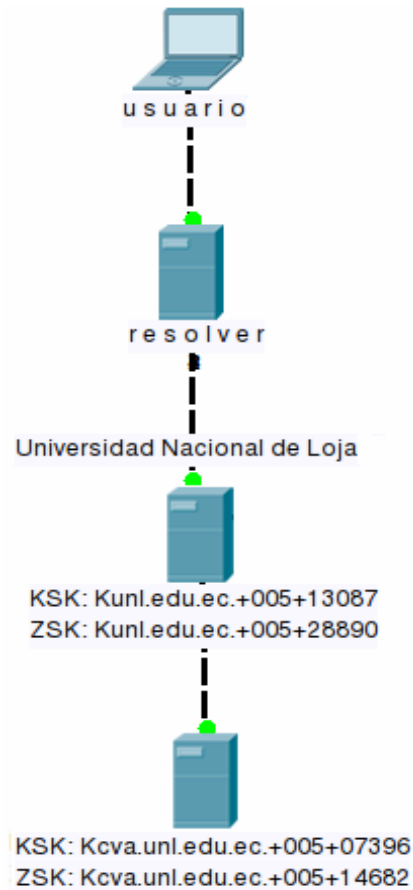 usuario
resolver
Universidad Nacional de Loja
KSK: Kunl.edu.ec.+005+13087
ZSK: Kunl.edu.ec.+005+28890
KSK: Kcva.unl.edu.ec.+005+07396
ZSK: Kcva.unl.edu.ec.+005+14682